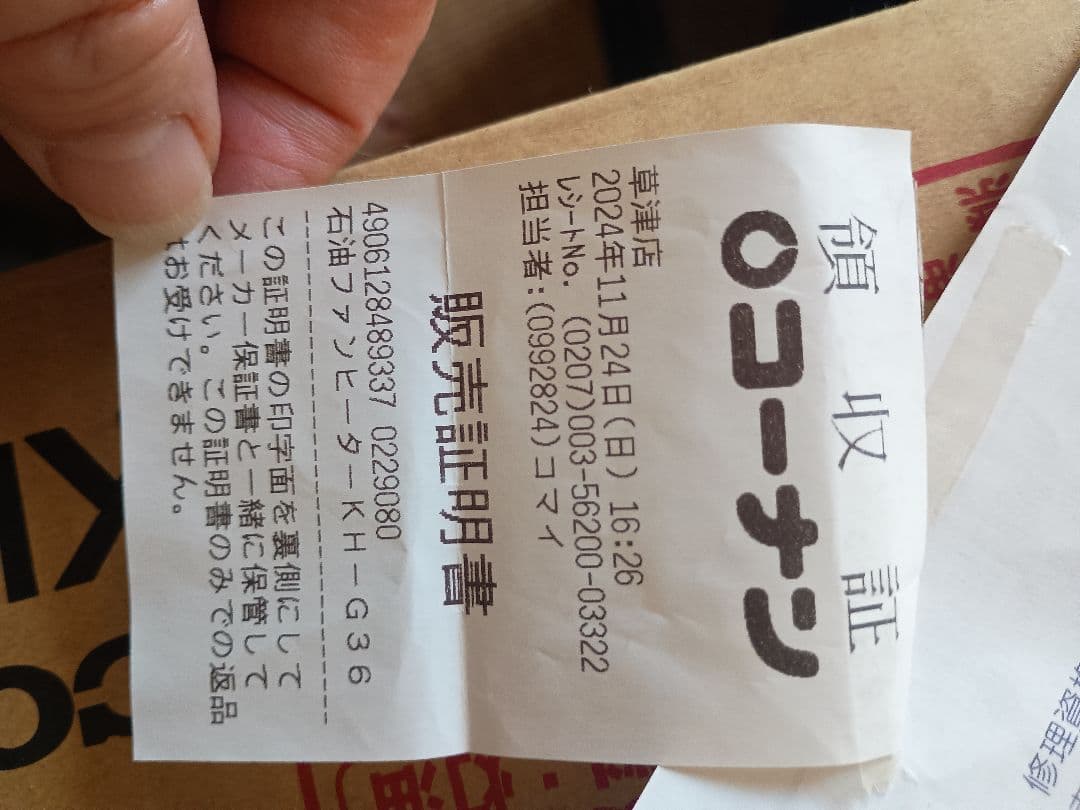 領収証
コーナン
草津店
2024年11月24日(日) 16:26
レシートNo. (0207)003-56200-03322
担当者:(0992824)コマイ
販売証明書
4906128489337 0229080
石油ファンヒーターKH-G36
この証明書の印字面を裏側にして
メーカー保証書と一緒に保管して
ください。この証明書のみでの返品
はお受けできません。
修理資